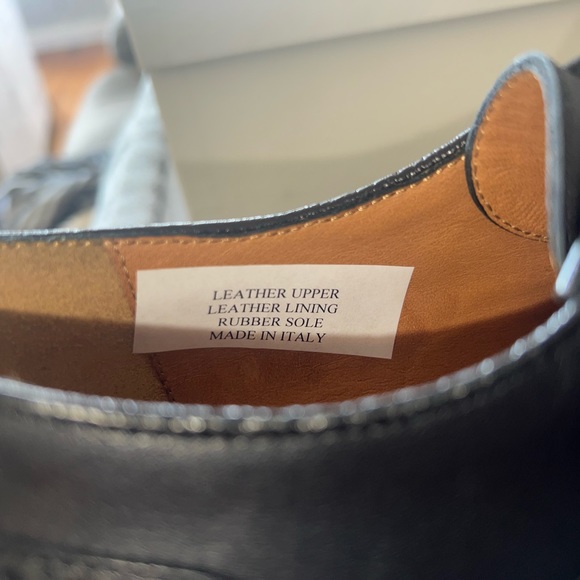 LEATHER UPPER
LEATHER LINING
RUBBER SOLE
MADE IN ITALY